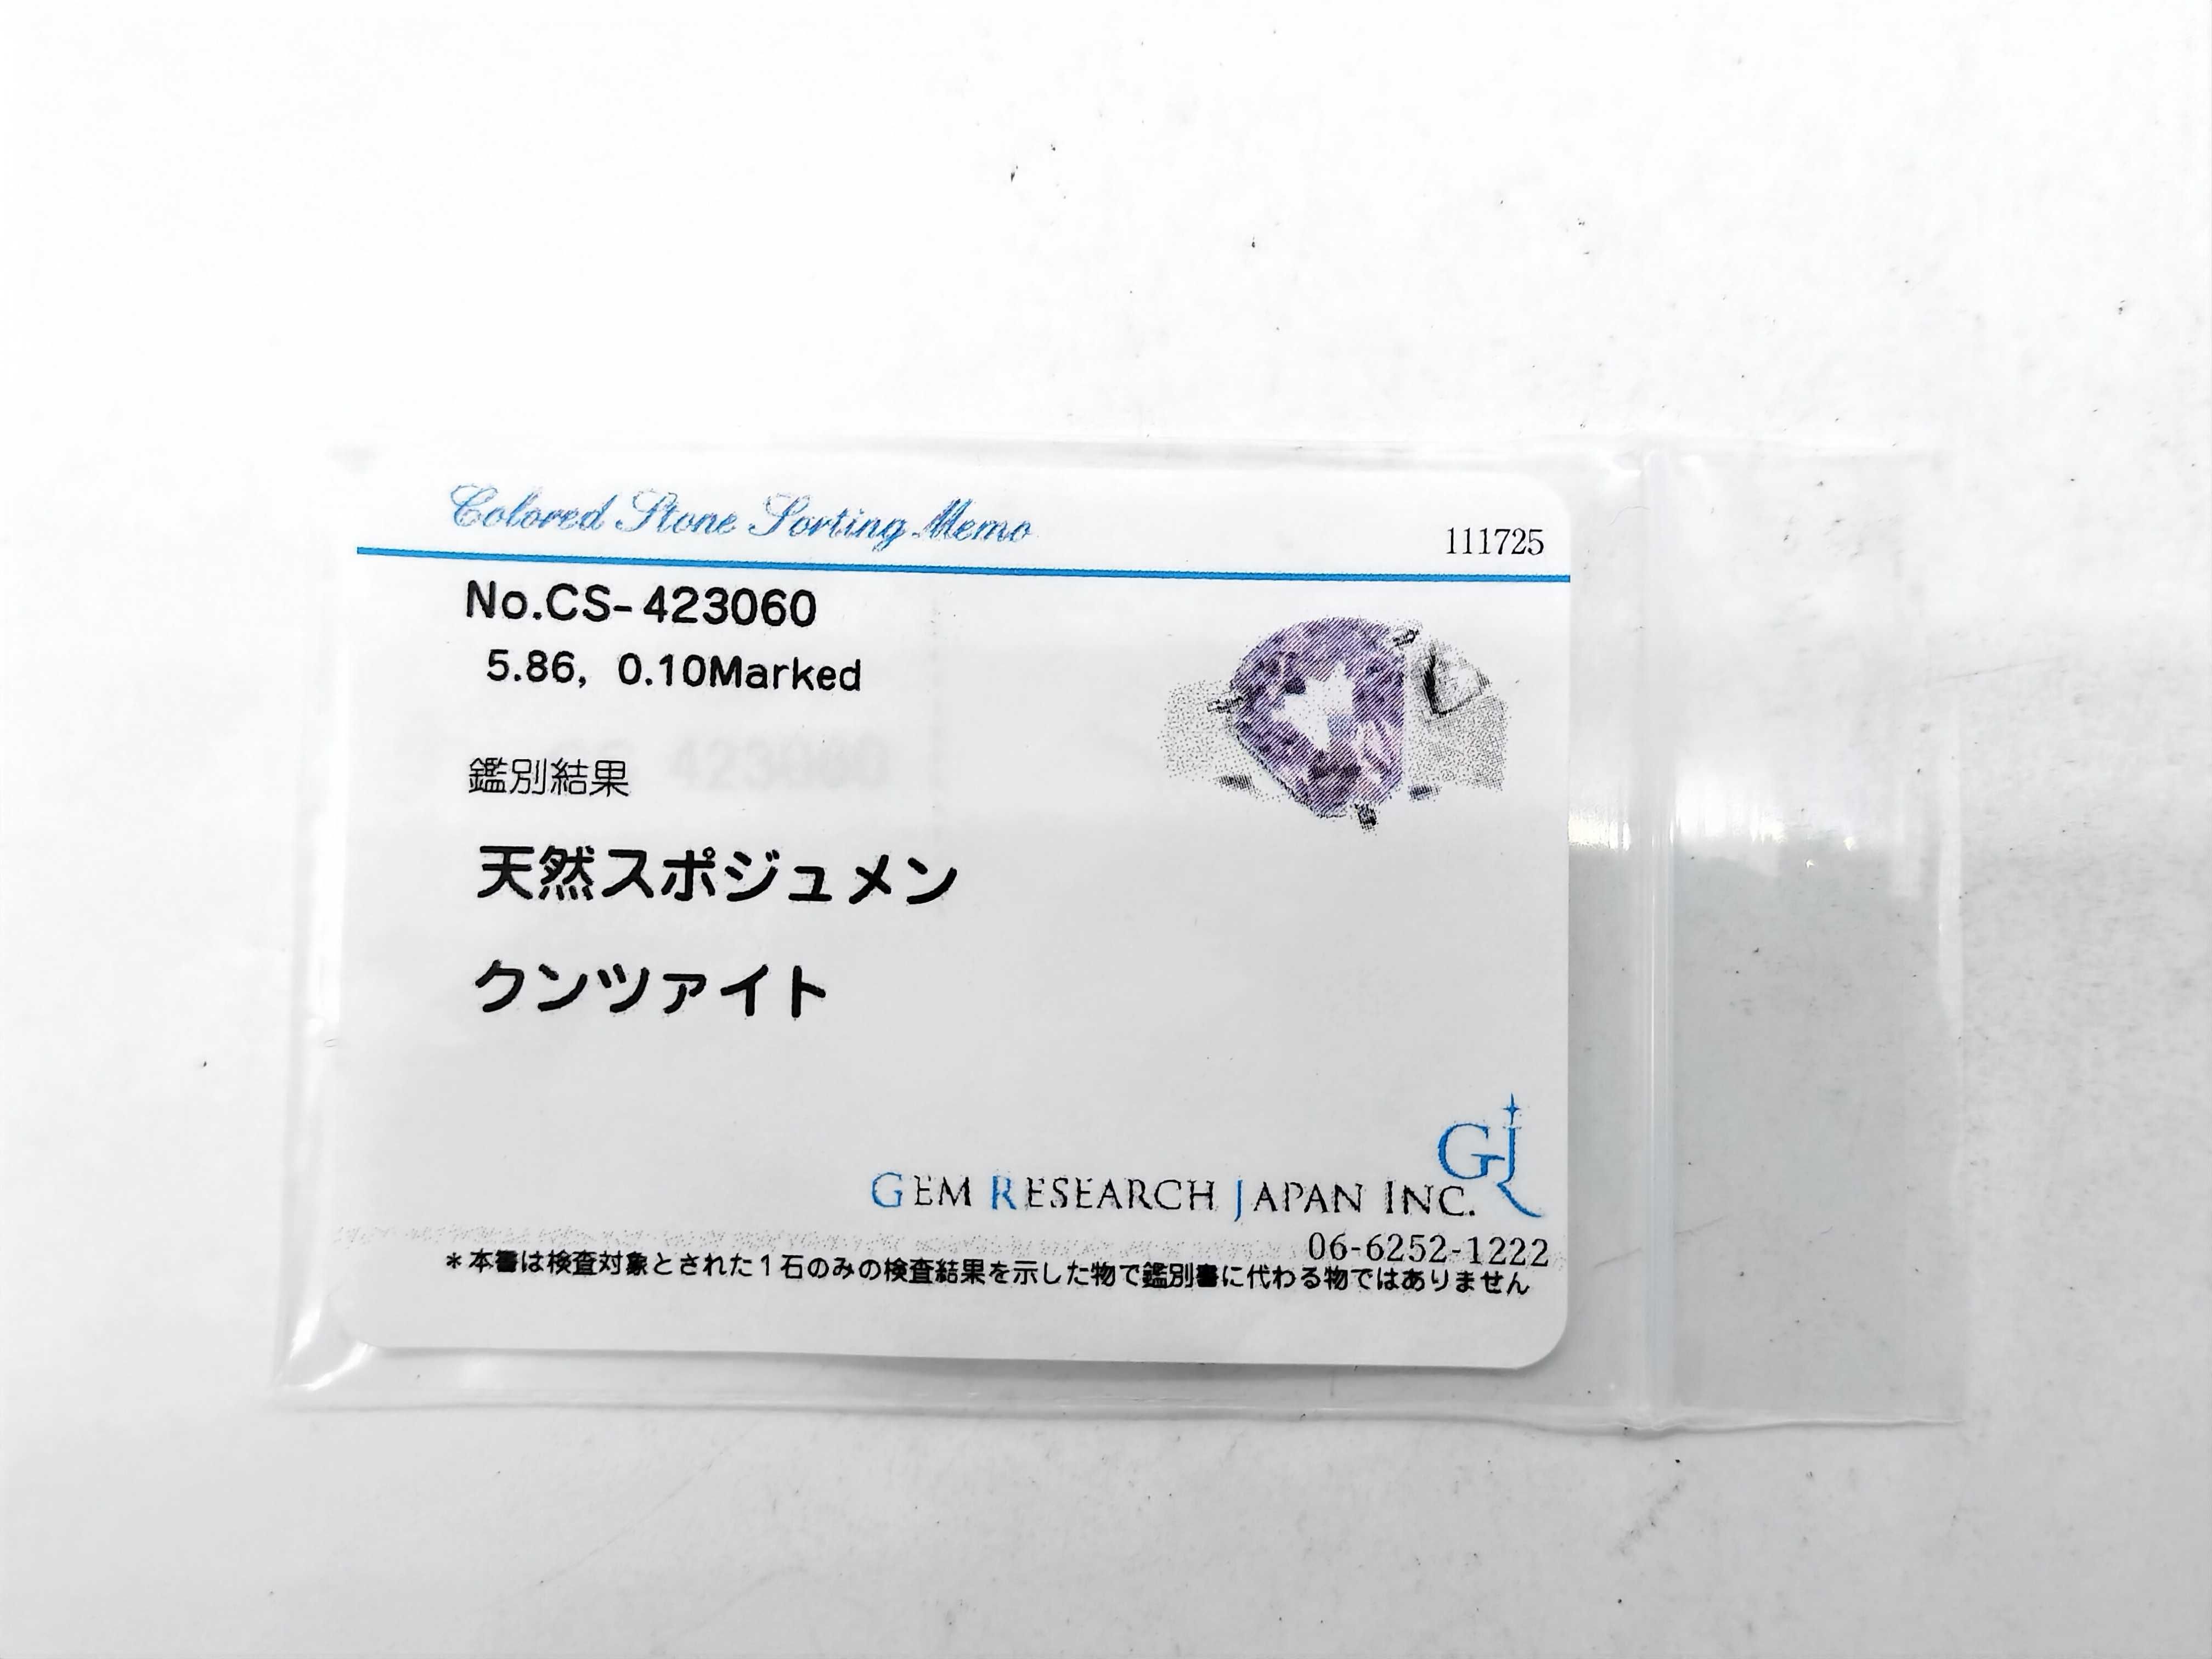 Colored Stone Sorting Memo
111725
No.CS-423060
5.86, 0.10Marked
鑑別結果
天然スポジュメン
クンツァイト
GJR
GEM RESEARCH JAPAN INC.
06-6252-1222
*本書は検査対象とされた1石のみの検査結果を示した物で鑑別書に代わる物ではありません